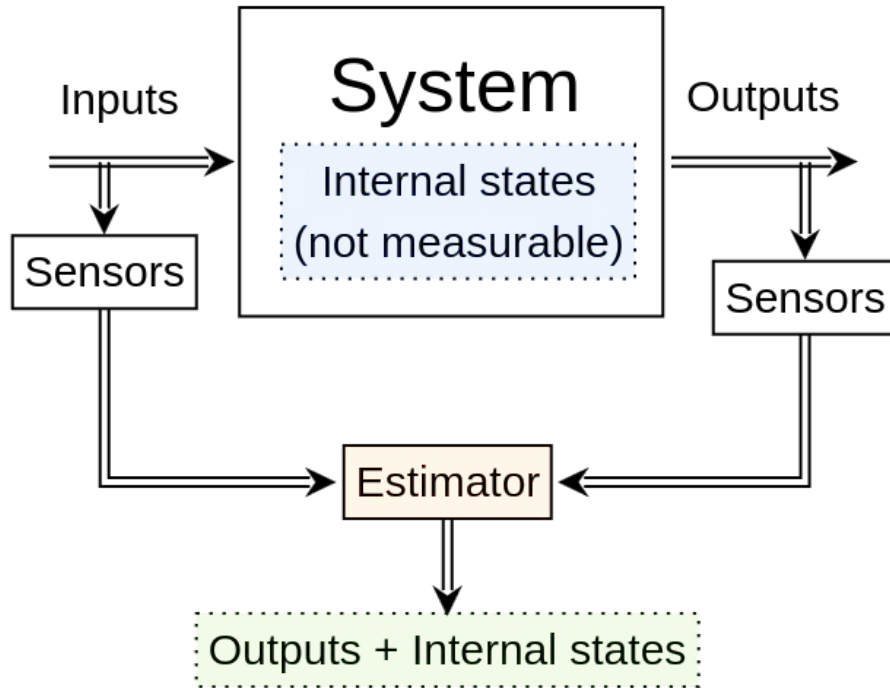 System
Inputs
Outputs
Internal states
(not measurable)
Sensors
Sensors
Estimator
Outputs + Internal states